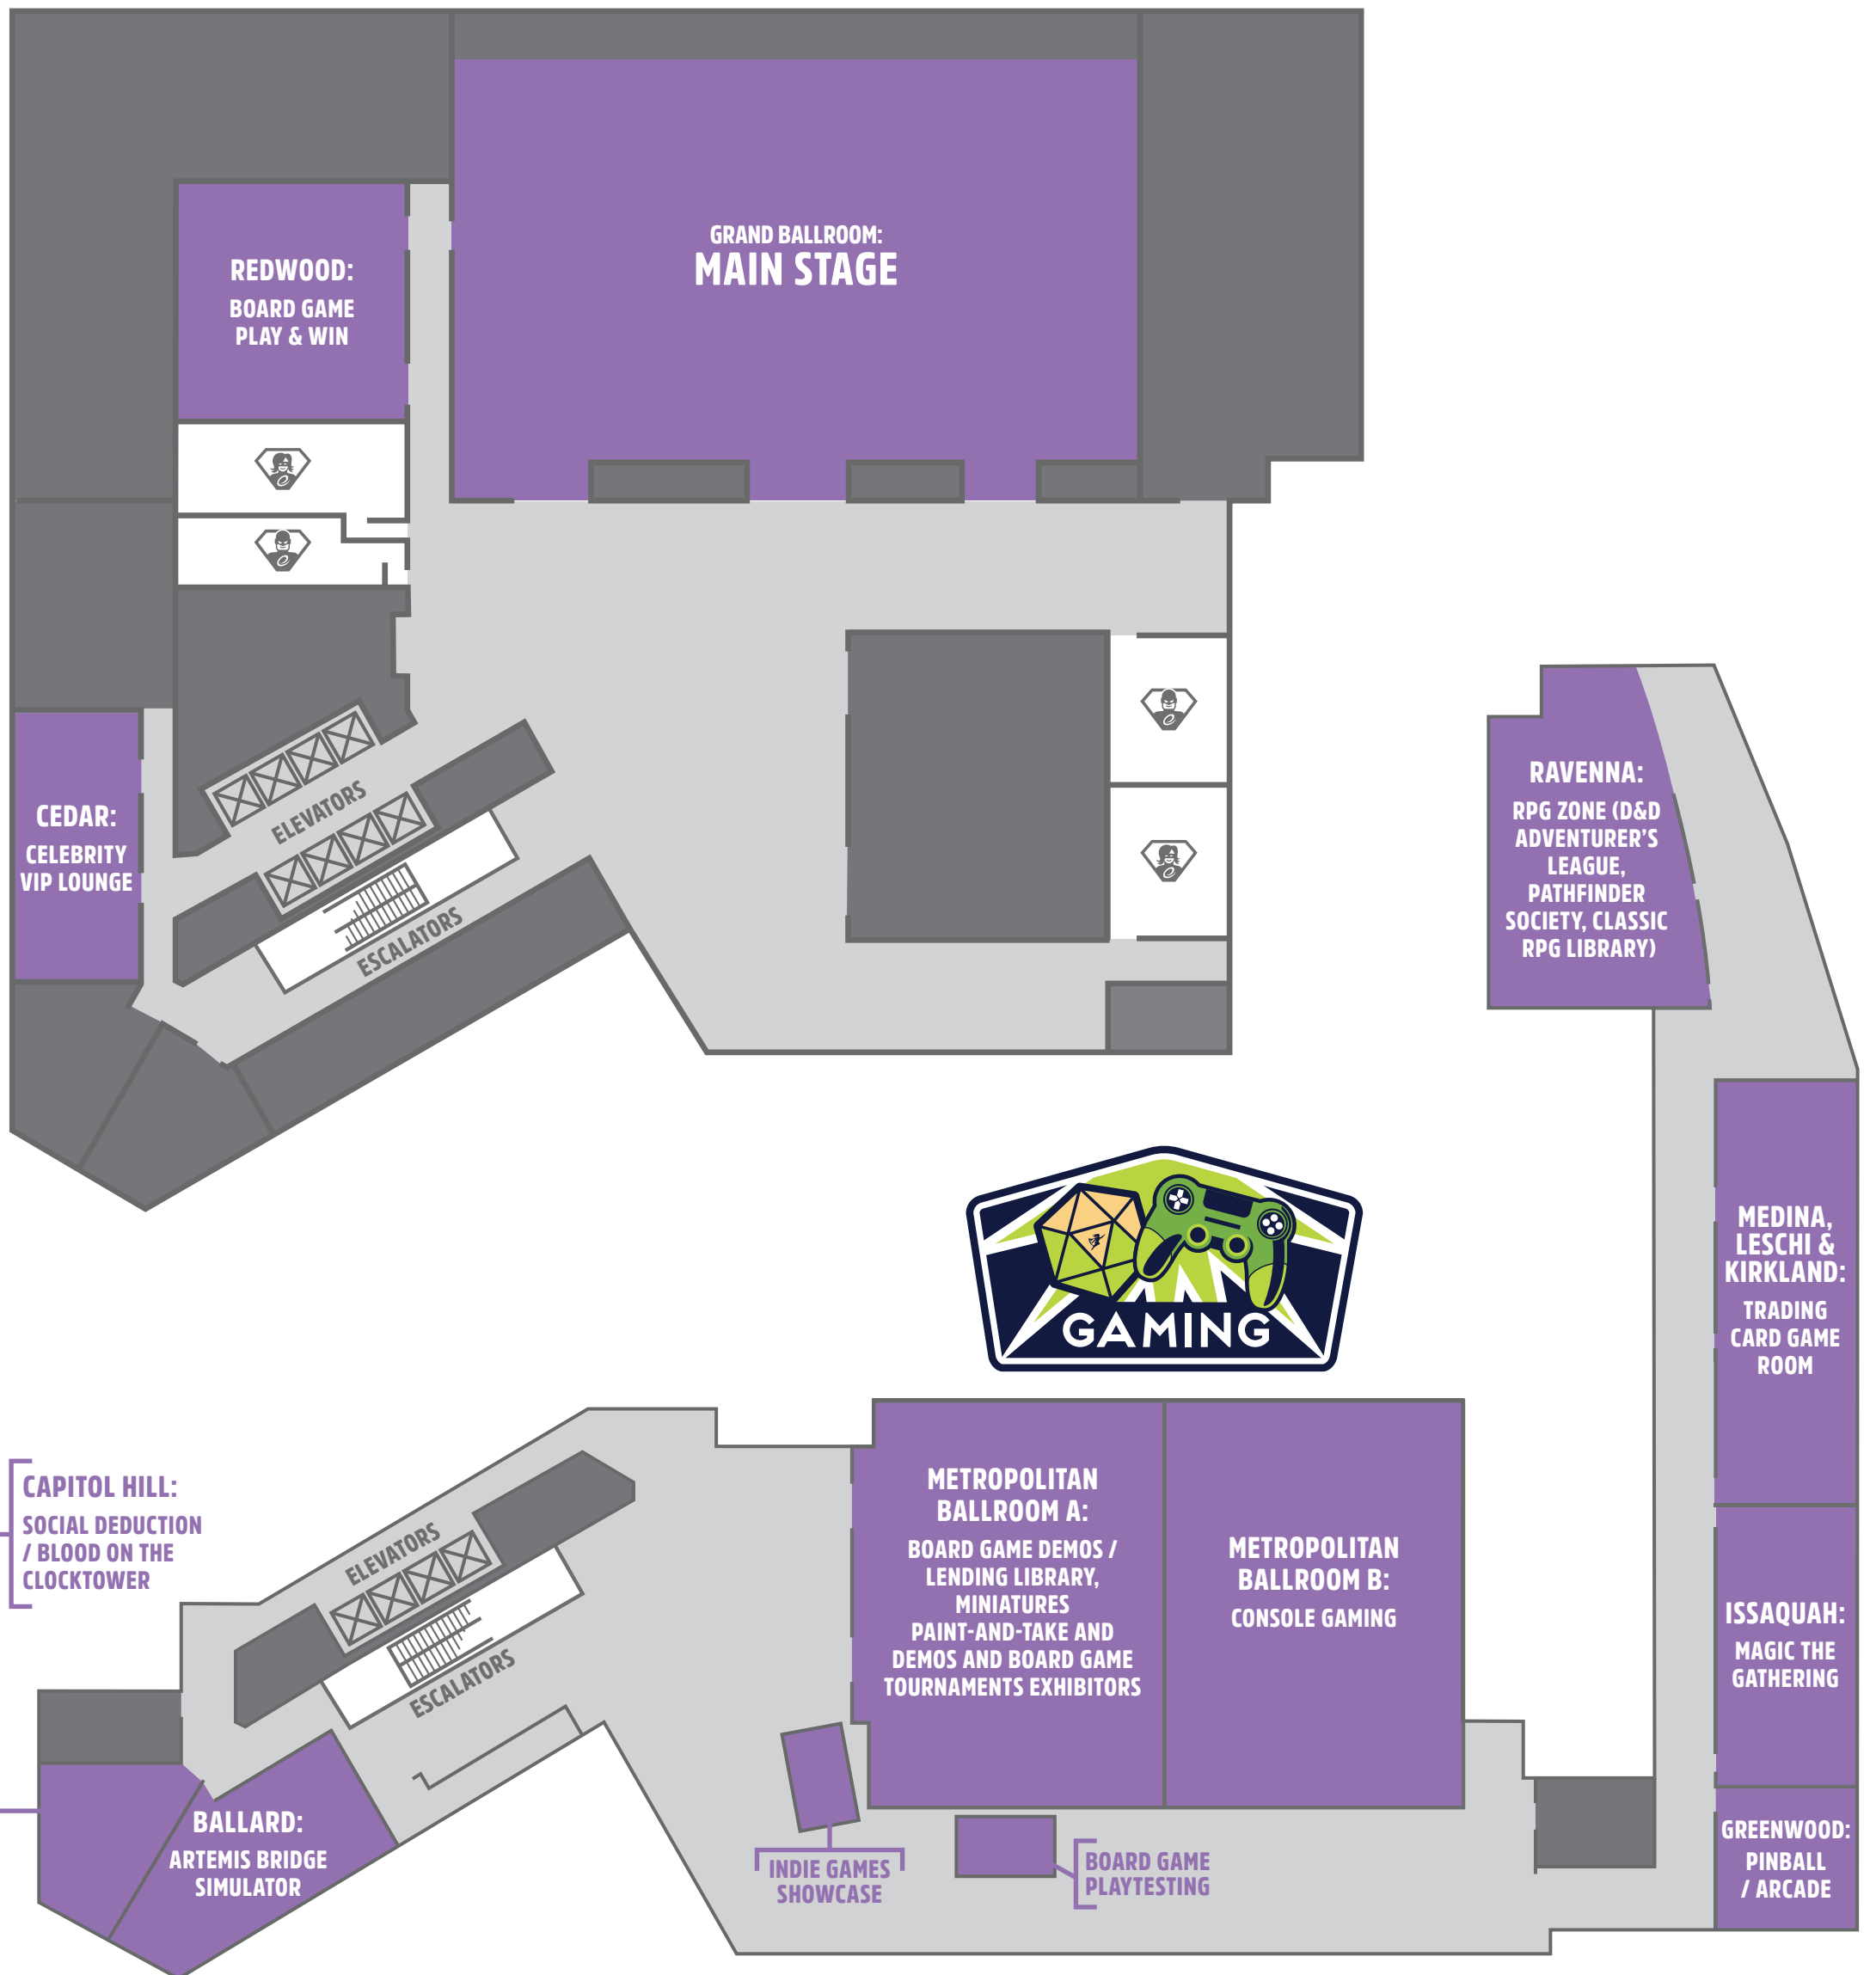 GRAND BALLROOM:
MAIN STAGE
REDWOOD:
BOARD GAME
PLAY & WIN
ELEVATORS
ESCALATORS
CEDAR:
CELEBRITY
VIP LOUNGE
RAVENNA:
RPG ZONE (D&D
ADVENTURER'S
LEAGUE,
PATHFINDER
SOCIETY, CLASSIC
RPG LIBRARY)
GAMING
MEDINA,
LESCHI &
KIRKLAND:
TRADING
CARD GAME
ROOM
CAPITOL HILL:
SOCIAL DEDUCTION
/ BLOOD ON THE
CLOCKTOWER
ELEVATORS
ESCALATORS
METROPOLITAN
BALLROOM A:
BOARD GAME DEMOS /
LENDING LIBRARY,
MINIATURES
PAINT-AND-TAKE AND
DEMOS AND BOARD GAME
TOURNAMENTS EXHIBITORS
METROPOLITAN
BALLROOM B:
CONSOLE GAMING
ISSAQUAH:
MAGIC THE
GATHERING
BALLARD:
ARTEMIS BRIDGE
SIMULATOR
INDIE GAMES
SHOWCASE
BOARD GAME
PLAYTESTING
GREENWOOD:
PINBALL
/ ARCADE